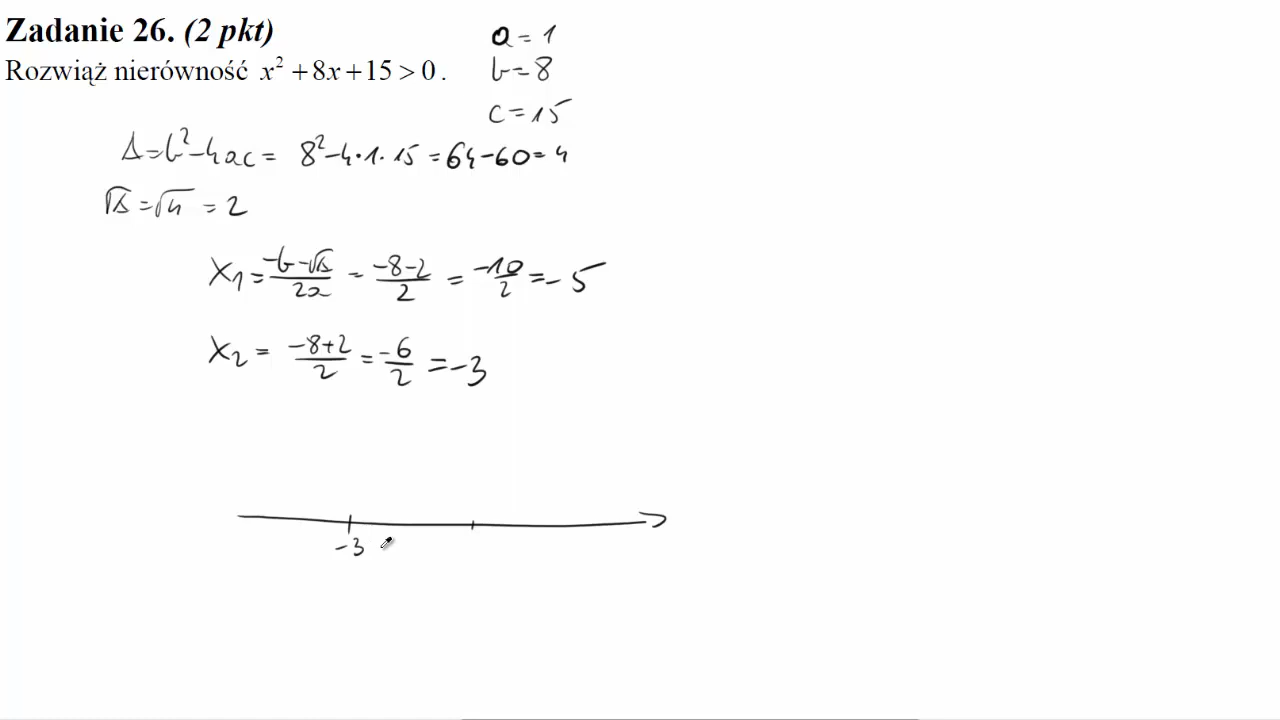 Zadanie 26. (2 pkt)
Rozwiąż nierówność x² + 8x + 15 > 0.
a = 1
b = 8
c = 15
Δ = b² - 4ac = 8² - 4·1·15 = 64 - 60 = 4
√Δ = √4 = 2
x₁ = (-b - √Δ)/(2a) = (-8 - 2)/2 = -10/2 = -5
x₂ = (-8 + 2)/2 = -6/2 = -3
-3